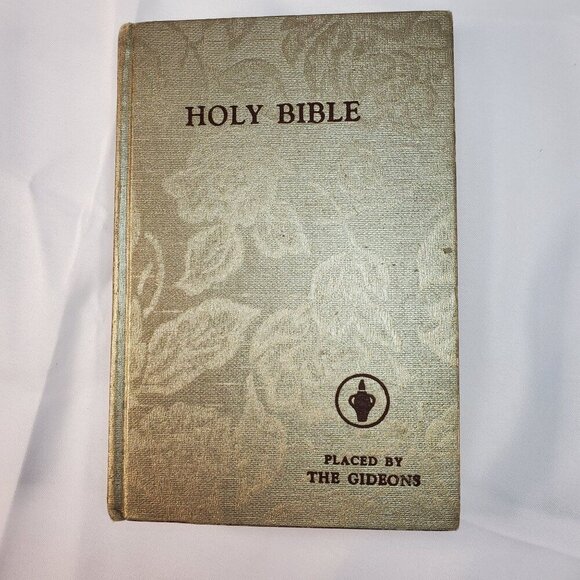 HOLY BIBLE
PLACED BY
THE GIDEONS